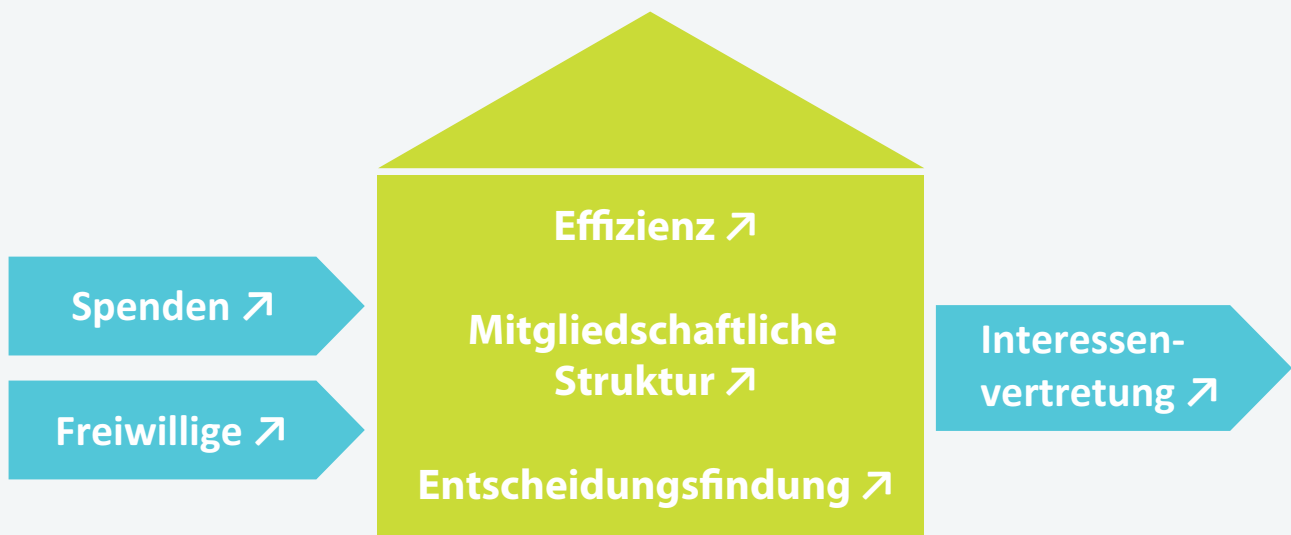 Effizienz ↗
Spenden ↗
Mitgliedschaftliche
Struktur ↗
Interessen-
vertretung ↗
Freiwillige ↗
Entscheidungsfindung ↗